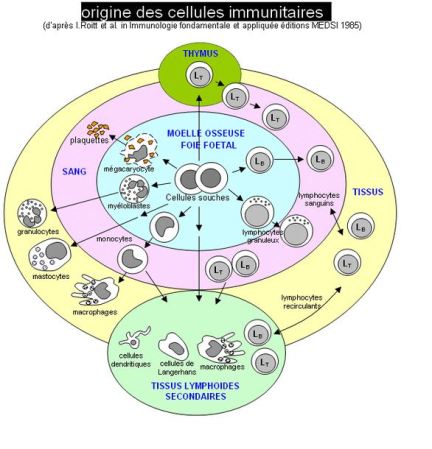 origine des cellules immunitaires
(d'après I.Roitt et al. in Immunologie fondamentale et appliquée éditions MEDSI 1985)
THYMUS
LT
LT
LT
plaquettes
MOELLE OSSEUSE
FOIE FOETAL
mégacaryocyte
SANG
LB
LB
TISSUS
myéloblastes
Cellules souches
lymphocytes
sanguins
granulocytes
lymphocytes
granuleux
LB
monocytes
mastocytes
LT
LB
LT
macrophages
lymphocytes
recirculants
LB
LT
cellules
dendritiques
cellules de
Langerhans
macrophages
TISSUS LYMPHOIDES
SECONDAIRES